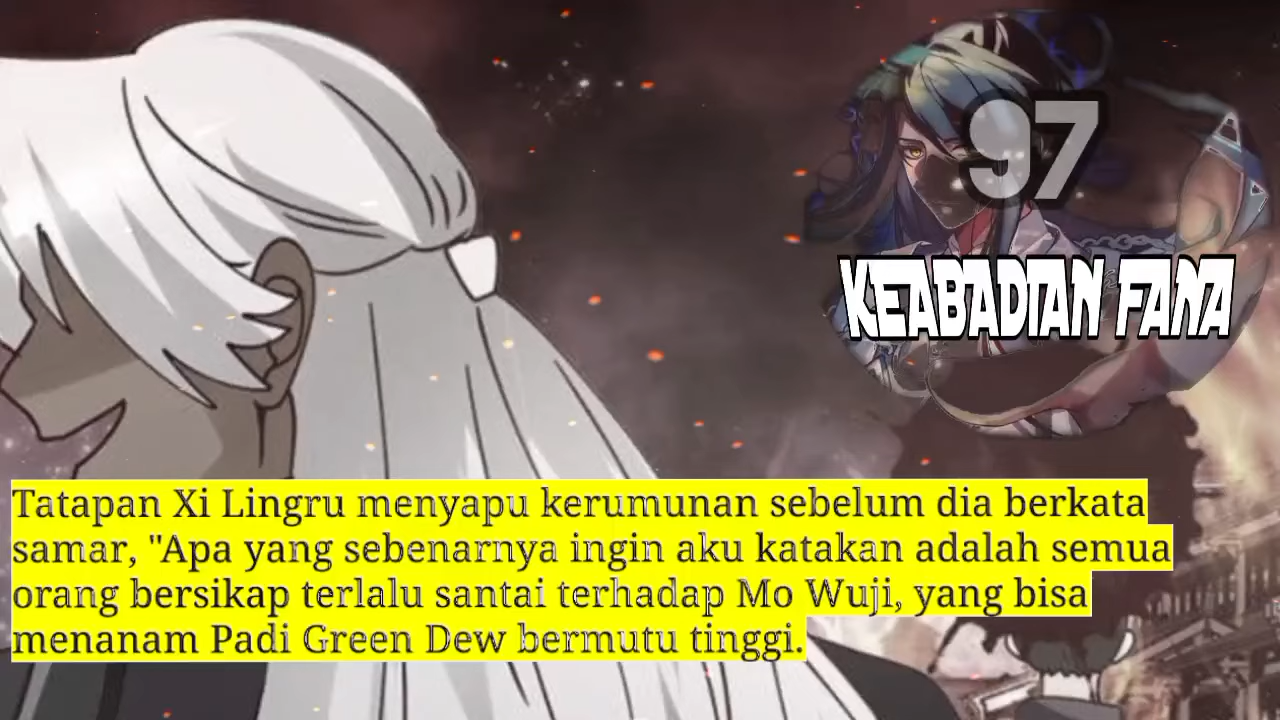 97
KEABADIAN FANA
Tatapan Xi Lingru menyapu kerumunan sebelum dia berkata
samar, "Apa yang sebenarnya ingin aku katakan adalah semua
orang bersikap terlalu santai terhadap Mo Wuji, yang bisa
menanam Padi Green Dew bermutu tinggi.